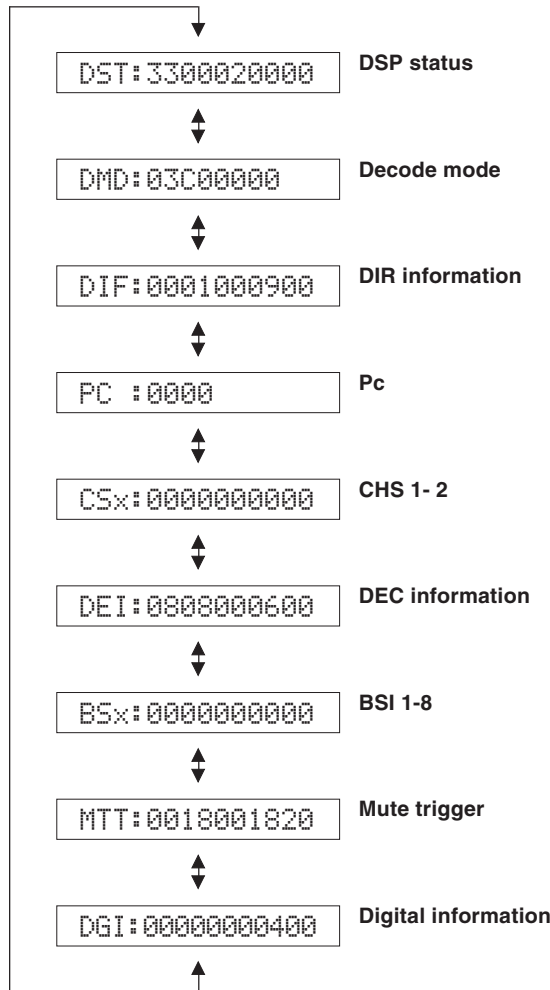 DST:3300020000 DSP status
DMD:03C00000 Decode mode
DIF:0001000900 DIR information
PC :0000 Pc
CSx:0000000000 CHS 1- 2
DEI:0808000600 DEC information
BSx:0000000000 BSI 1-8
MTT:0018001820 Mute trigger
DGI:00000000400 Digital information